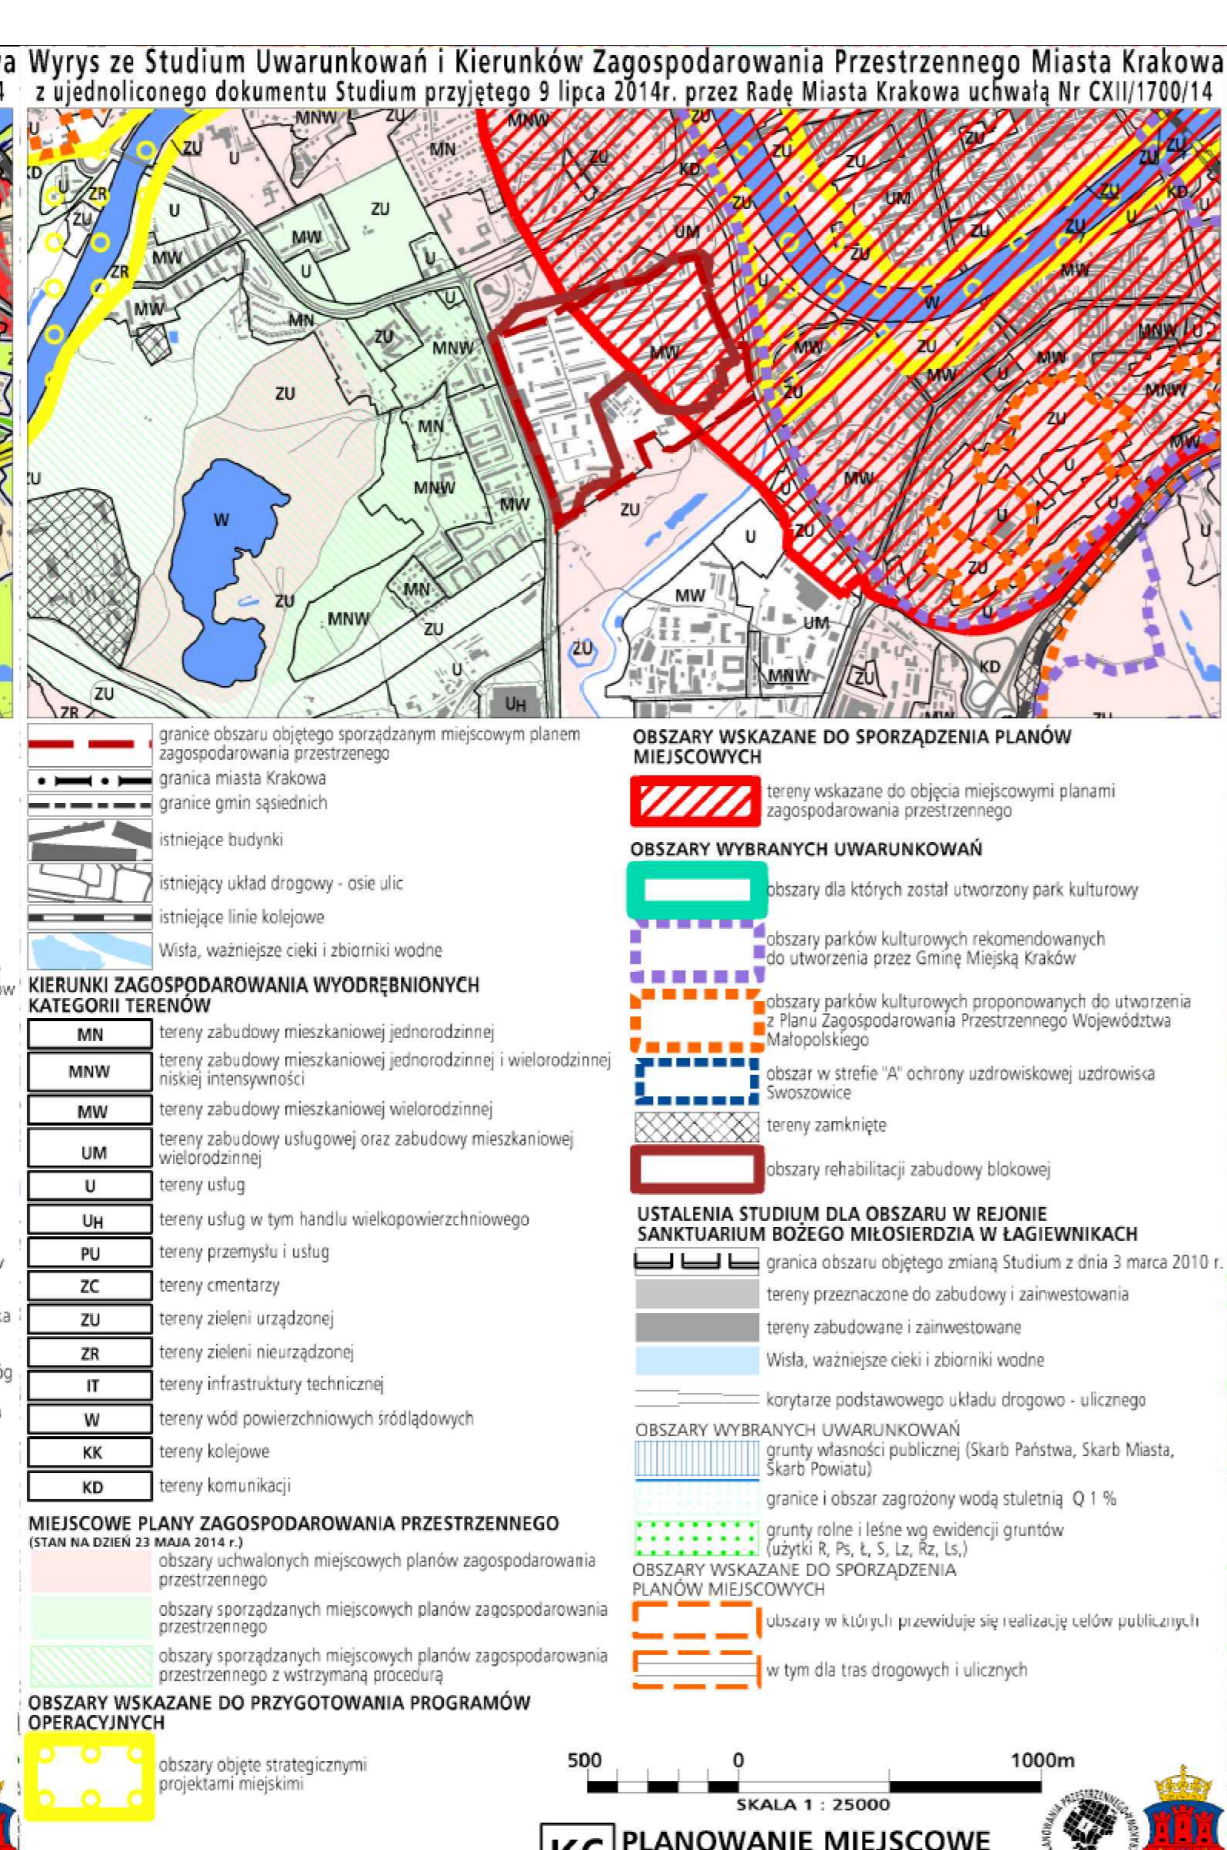 Wyrys ze Studium Uwarunkowań i Kierunków Zagospodarowania Przestrzennego Miasta Krakowa
z ujednoliconego dokumentu Studium przyjętego 9 lipca 2014r. przez Radę Miasta Krakowa uchwałą Nr CXII/1700/14
granice obszaru objętego sporządzanym miejscowym planem
zagospodarowania przestrzenego
granica miasta Krakowa
granice gmin sąsiednich
istniejące budynki
istniejący układ drogowy - osie ulic
istniejące linie kolejowe
Wisła, ważniejsze cieki i zbiorniki wodne
KIERUNKI ZAGOSPODAROWANIA WYODRĘBNIONYCH
KATEGORII TERENÓW
MN tereny zabudowy mieszkaniowej jednorodzinnej
MNW tereny zabudowy mieszkaniowej jednorodzinnej i wielorodzinnej
niskiej intensywności
MW tereny zabudowy mieszkaniowej wielorodzinnej
UM tereny zabudowy usługowej oraz zabudowy mieszkaniowej
wielorodzinnej
U tereny usług
UH tereny usług w tym handlu wielkopowierzchniowego
PU tereny przemysłu i usług
ZC tereny cmentarzy
ZU tereny zieleni urządzonej
ZR tereny zieleni nieurządzonej
IT tereny infrastruktury technicznej
W tereny wód powierzchniowych śródlądowych
KK tereny kolejowe
KD tereny komunikacji
MIEJSCOWE PLANY ZAGOSPODAROWANIA PRZESTRZENNEGO
(STAN NA DZIEŃ 23 MAJA 2014 r.)
obszary uchwalonych miejscowych planów zagospodarowania
przestrzennego
obszary sporządzanych miejscowych planów zagospodarowania
przestrzennego
obszary sporządzanych miejscowych planów zagospodarowania
przestrzennego z wstrzymaną procedurą
OBSZARY WSKAZANE DO PRZYGOTOWANIA PROGRAMÓW
OPERACYJNYCH
obszary objęte strategicznymi
projektami miejskimi
OBSZARY WSKAZANE DO SPORZĄDZENIA PLANÓW
MIEJSCOWYCH
tereny wskazane do objęcia miejscowymi planami
zagospodarowania przestrzennego
OBSZARY WYBRANYCH UWARUNKOWAŃ
obszary dla których został utworzony park kulturowy
obszary parków kulturowych rekomendowanych
do utworzenia przez Gminę Miejską Kraków
obszary parków kulturowych proponowanych do utworzenia
z Planu Zagospodarowania Przestrzennego Województwa
Małopolskiego
obszar w strefie "A" ochrony uzdrowiskowej uzdrowiska
Swoszowice
tereny zamknięte
obszary rehabilitacji zabudowy blokowej
USTALENIA STUDIUM DLA OBSZARU W REJONIE
SANKTUARIUM BOŻEGO MIŁOSIERDZIA W ŁAGIEWNIKACH
granica obszaru objętego zmianą Studium z dnia 3 marca 2010 r.
tereny przeznaczone do zabudowy i zainwestowania
tereny zabudowane i zainwestowane
Wisła, ważniejsze cieki i zbiorniki wodne
korytarze podstawowego układu drogowo - ulicznego
OBSZARY WYBRANYCH UWARUNKOWAŃ
grunty własności publicznej (Skarb Państwa, Skarb Miasta,
Skarb Powiatu)
granice i obszar zagrożony wodą stuletnią Q 1 %
grunty rolne i leśne wg ewidencji gruntów
(użytki R, Ps, Ł, S, Lz, Rz, Ls,)
OBSZARY WSKAZANE DO SPORZĄDZENIA
PLANÓW MIEJSCOWYCH
obszary w których przewiduje się realizację celów publicznych
w tym dla tras drogowych i ulicznych
500 0 1000m
SKALA 1 : 25000
PLANOWANIE MIEJSCOWE